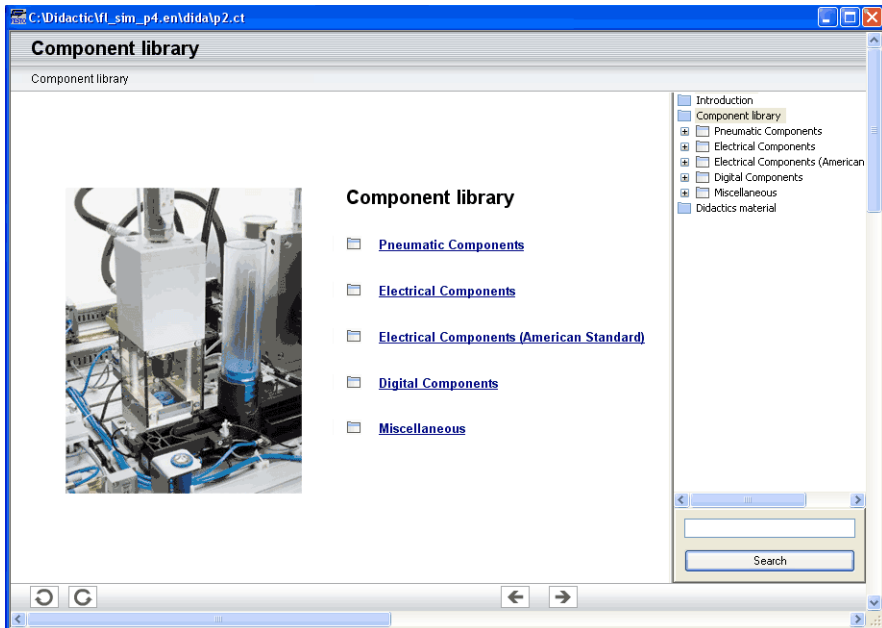 C:\Didactic\fl_sim_p4.en\dida\p2.ct
Component library
Component library
Component library
Pneumatic Components
Electrical Components
Electrical Components (American Standard)
Digital Components
Miscellaneous
Introduction
Component library
Pneumatic Components
Electrical Components
Electrical Components (American
Digital Components
Miscellaneous
Didactics material
Search